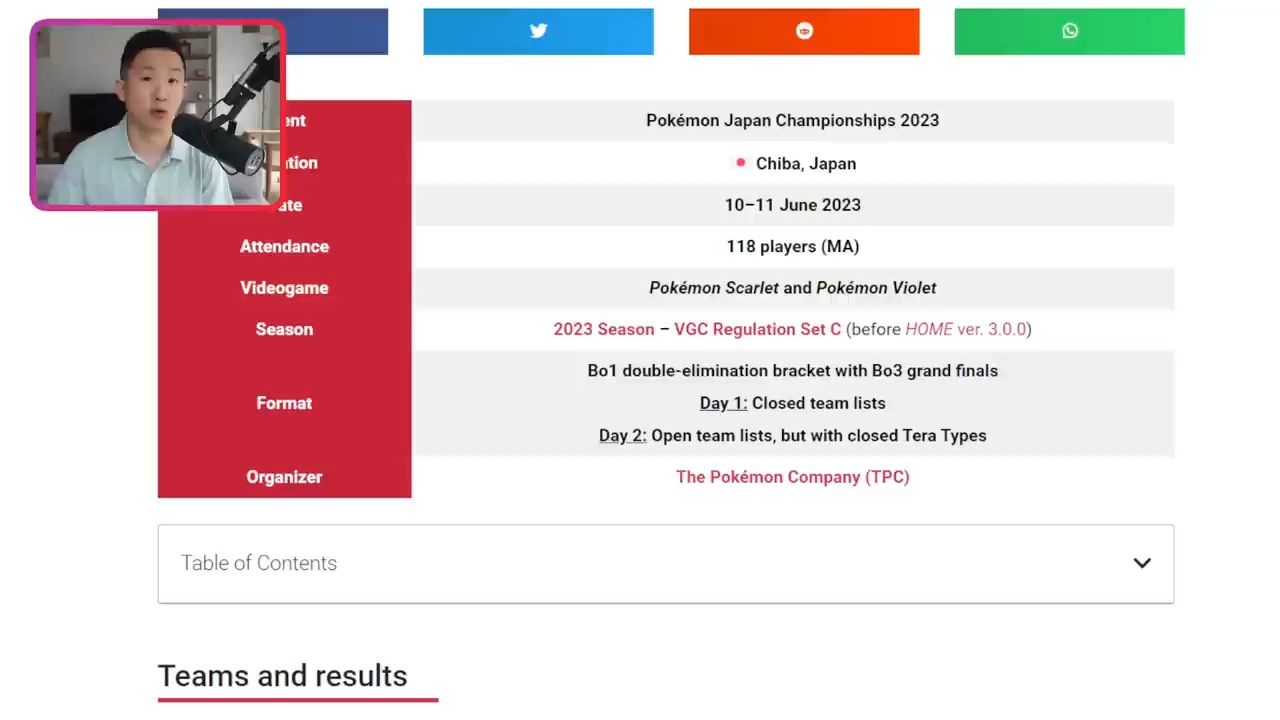 ent
Pokémon Japan Championships 2023
tion
Chiba, Japan
ate
10–11 June 2023
Attendance
118 players (MA)
Videogame
Pokémon Scarlet and Pokémon Violet
Season
2023 Season – VGC Regulation Set C (before HOME ver. 3.0.0)
Format
Bo1 double-elimination bracket with Bo3 grand finals
Day 1: Closed team lists
Day 2: Open team lists, but with closed Tera Types
Organizer
The Pokémon Company (TPC)
Table of Contents
Teams and results